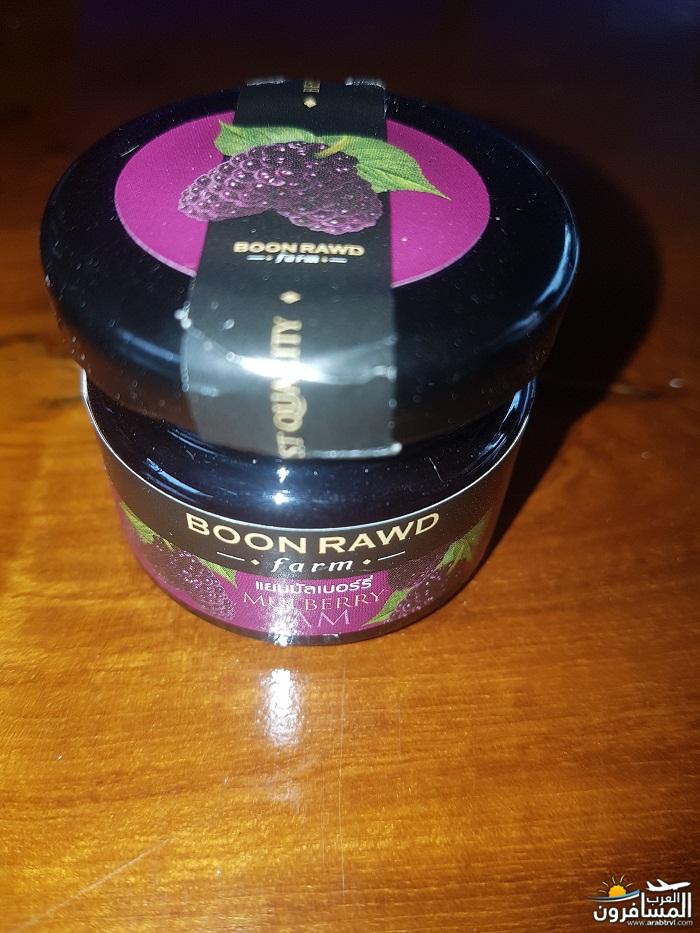 BOON RAWD
farm
BOON RAWD
farm
แยมมัลเบอร์รี่
MULBERRY
JAM
العرب
المسافرون
www.arabtrvl.com